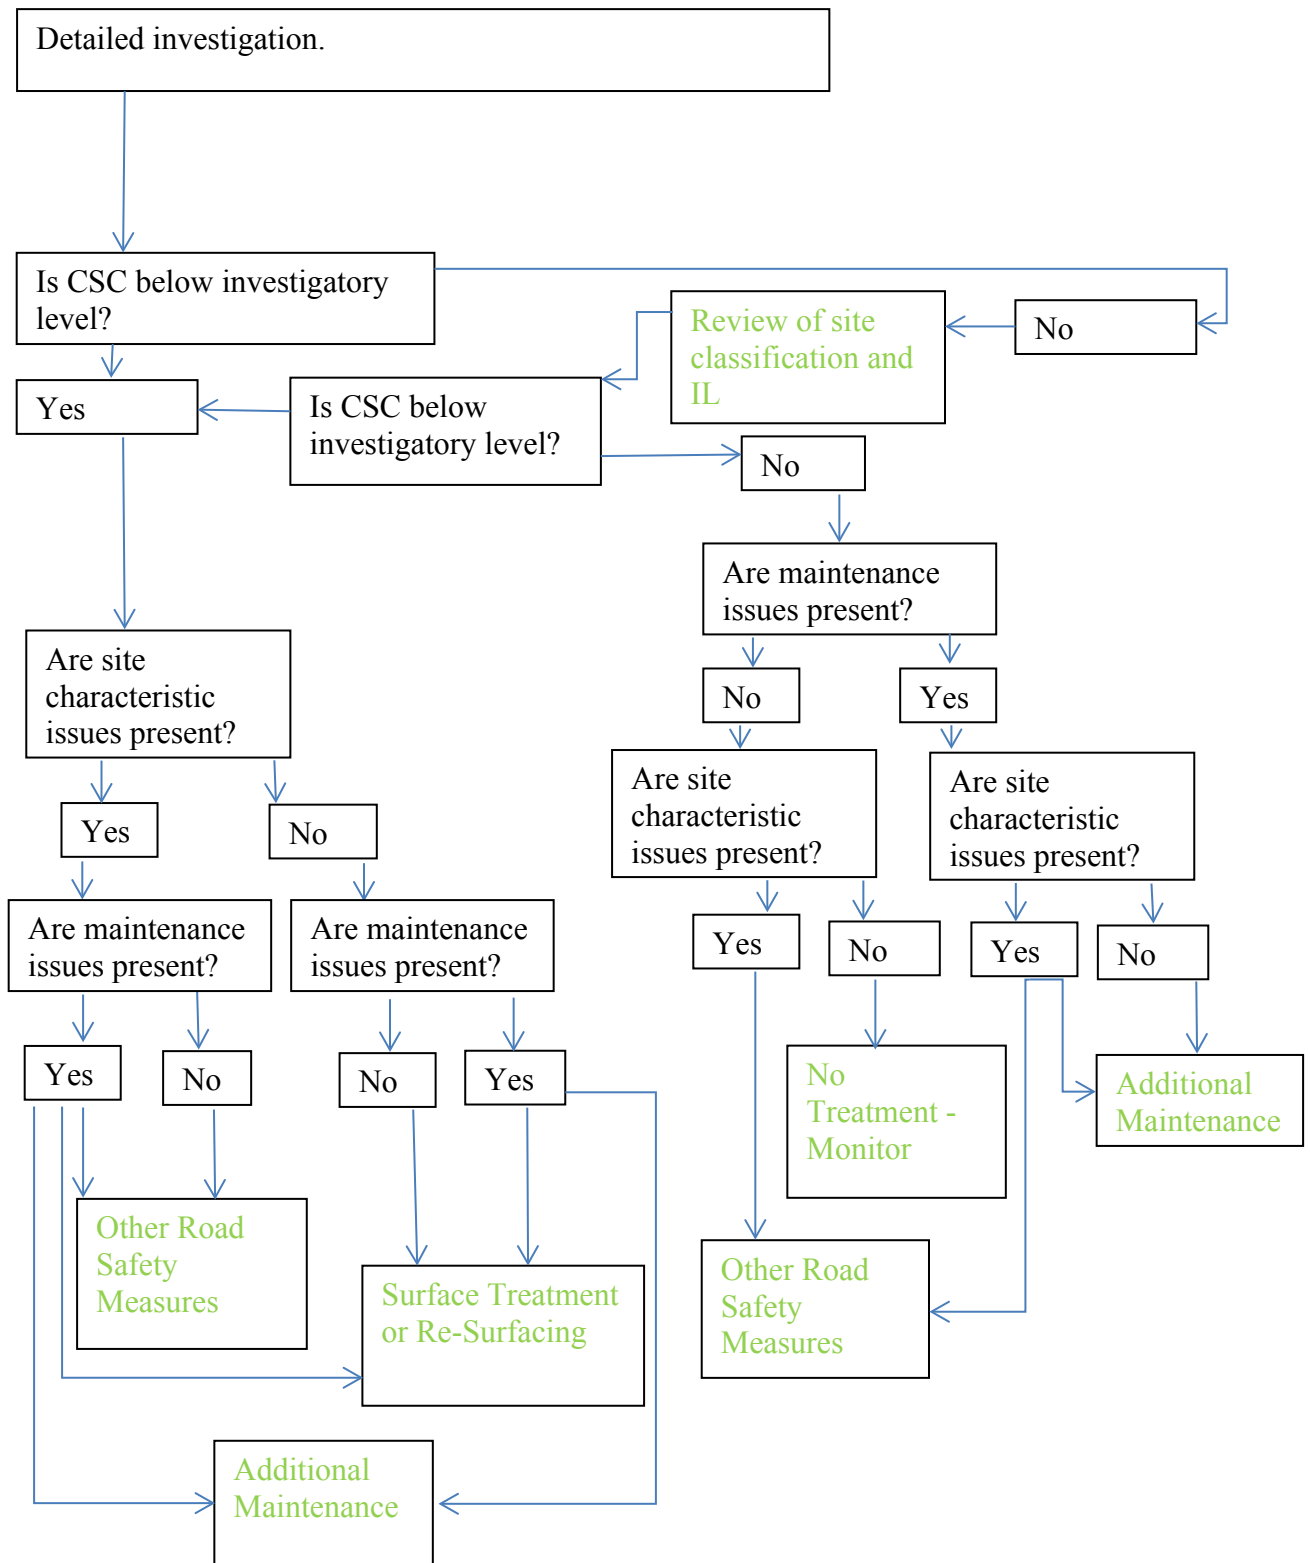 Detailed investigation.
Is CSC below investigatory
level?
Review of site
classification and
IL
No
Yes
Is CSC below
investigatory level?
No
Are maintenance
issues present?
Are site
characteristic
issues present?
No
Yes
Are site
characteristic
issues present?
Are site
characteristic
issues present?
Yes
No
Are maintenance
issues present?
Are maintenance
issues present?
Yes
No
Yes
No
Yes
No
No
Yes
No
Treatment -
Monitor
Additional
Maintenance
Other Road
Safety
Measures
Surface Treatment
or Re-Surfacing
Other Road
Safety
Measures
Additional
Maintenance